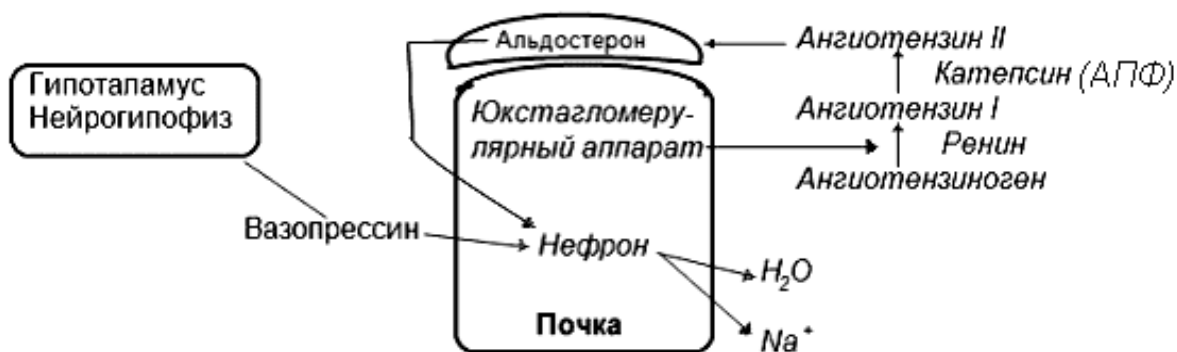 Альдостерон
Ангиотензин II
Катепсин (АПФ)
Гипоталамус
Нейрогипофиз
Юкстагломеру-
лярный аппарат
Ангиотензин I
Ренин
Ангиотензиноген
Вазопрессин
Нефрон
H₂O
Почка
Na⁺